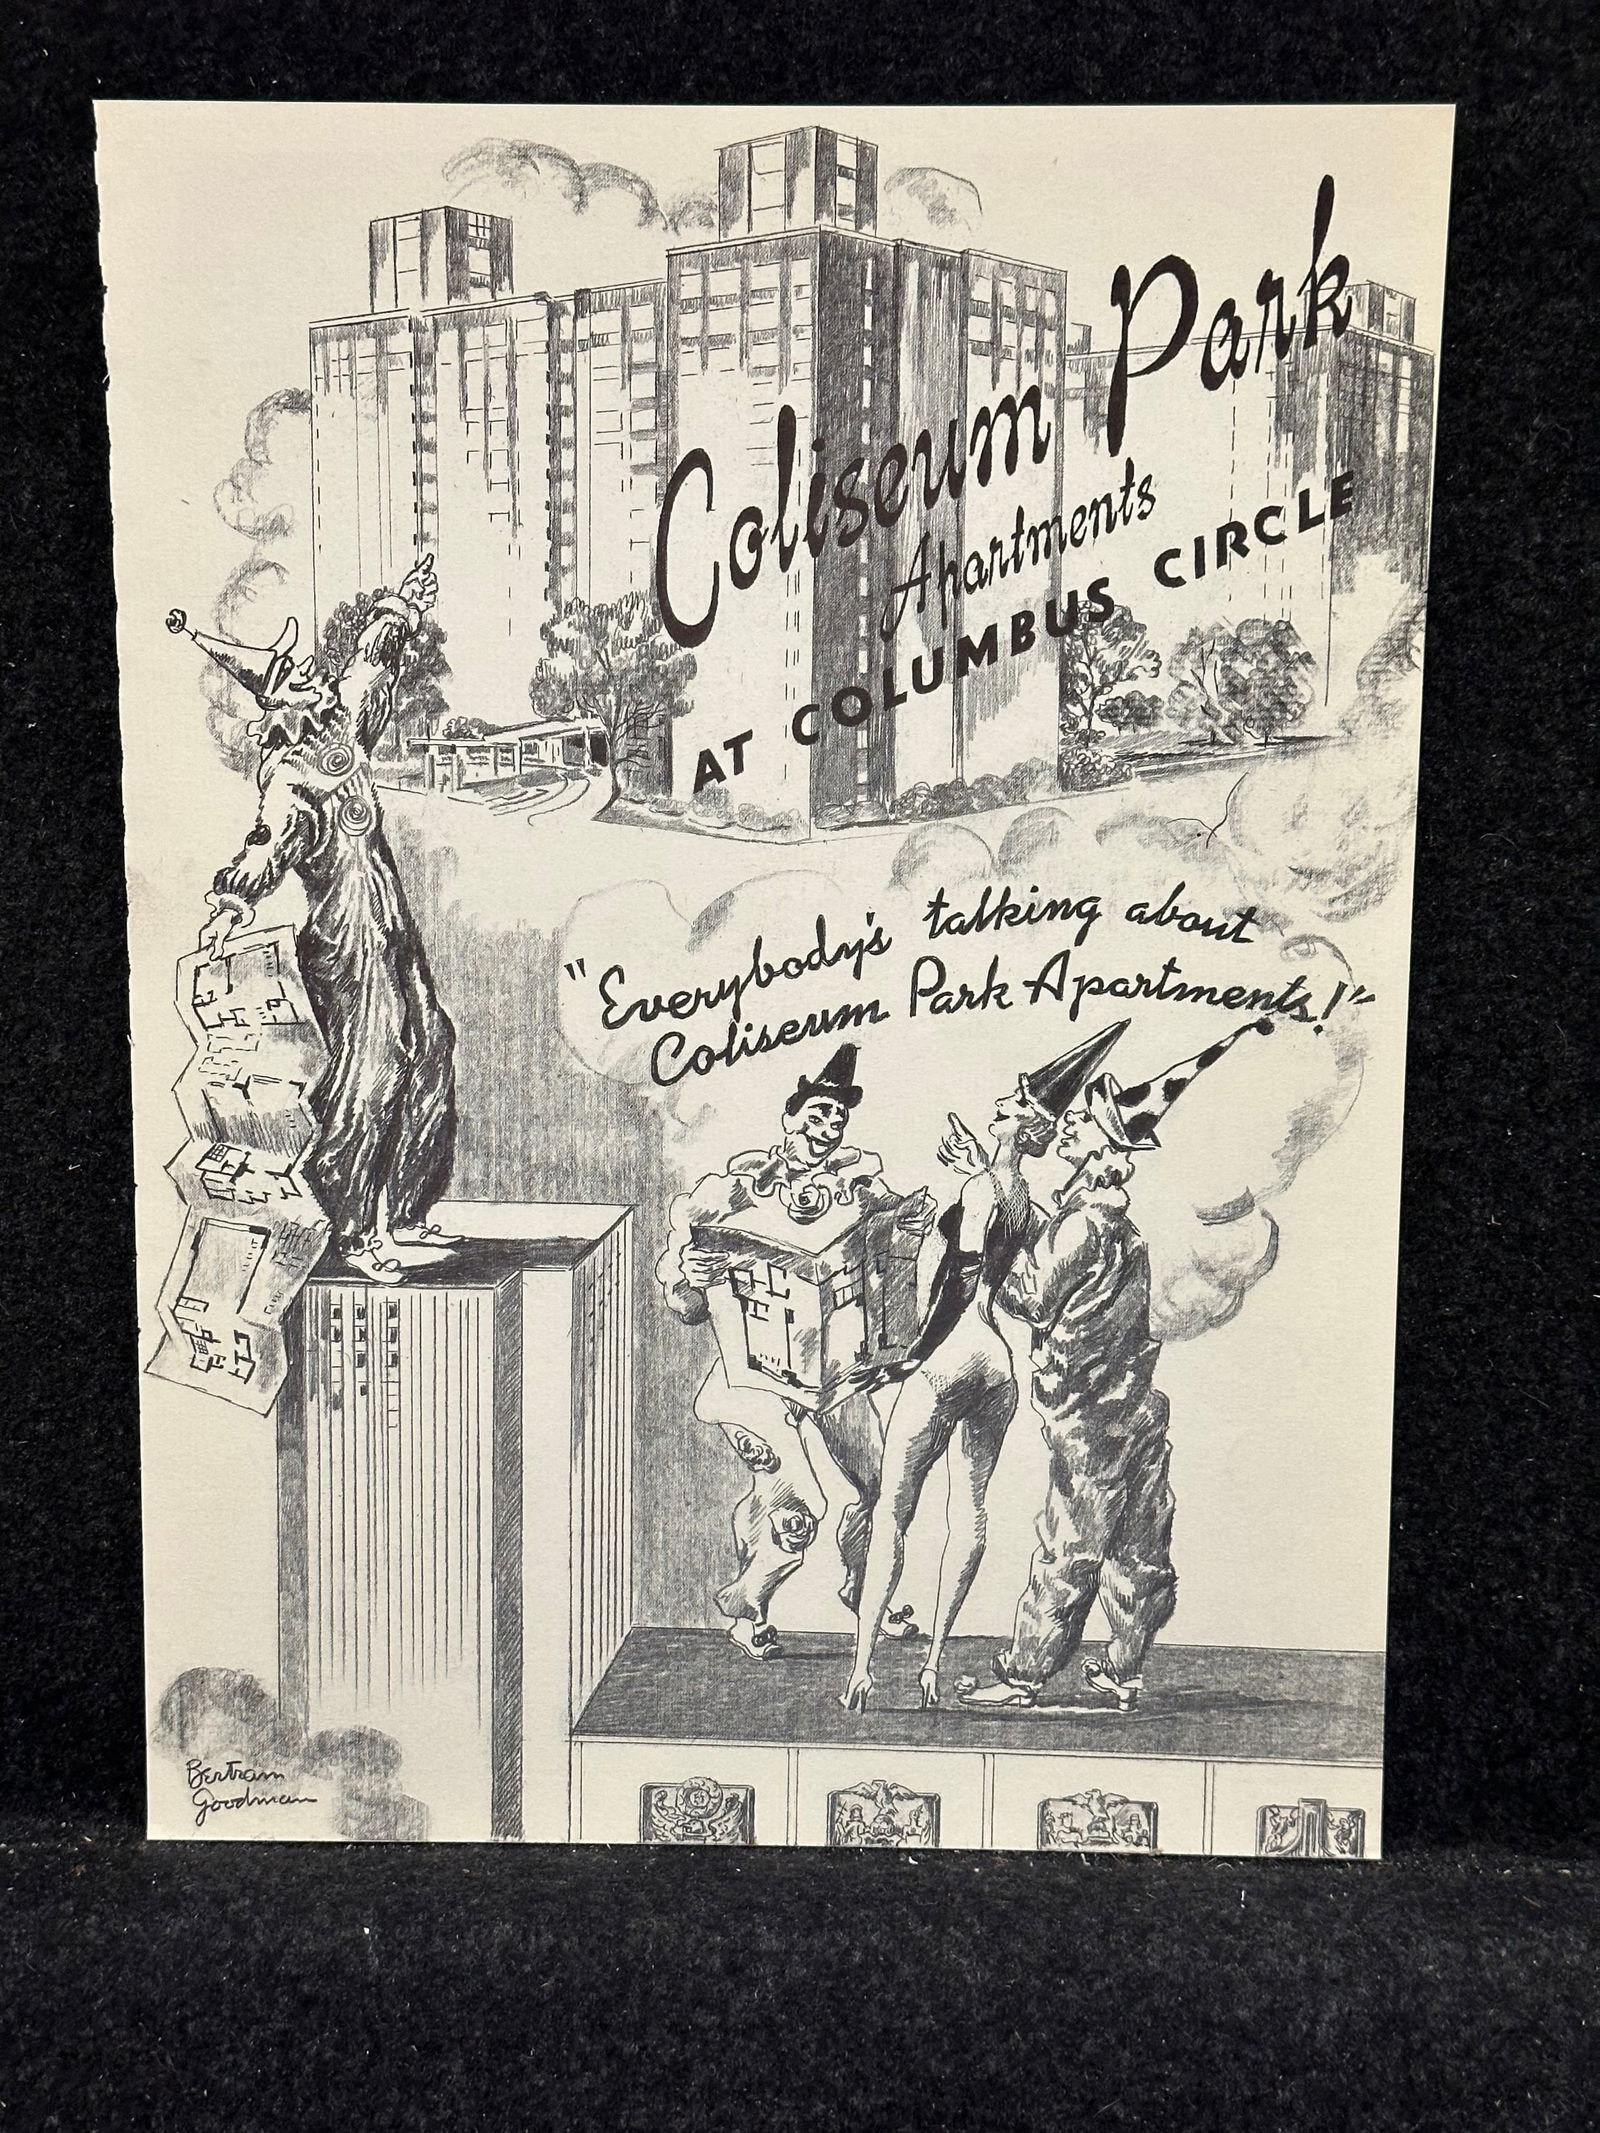 Coliseum Park
Apartments
AT COLUMBUS CIRCLE
"Everybody's talking about
Coliseum Park Apartments!"
Bertram
Goodman